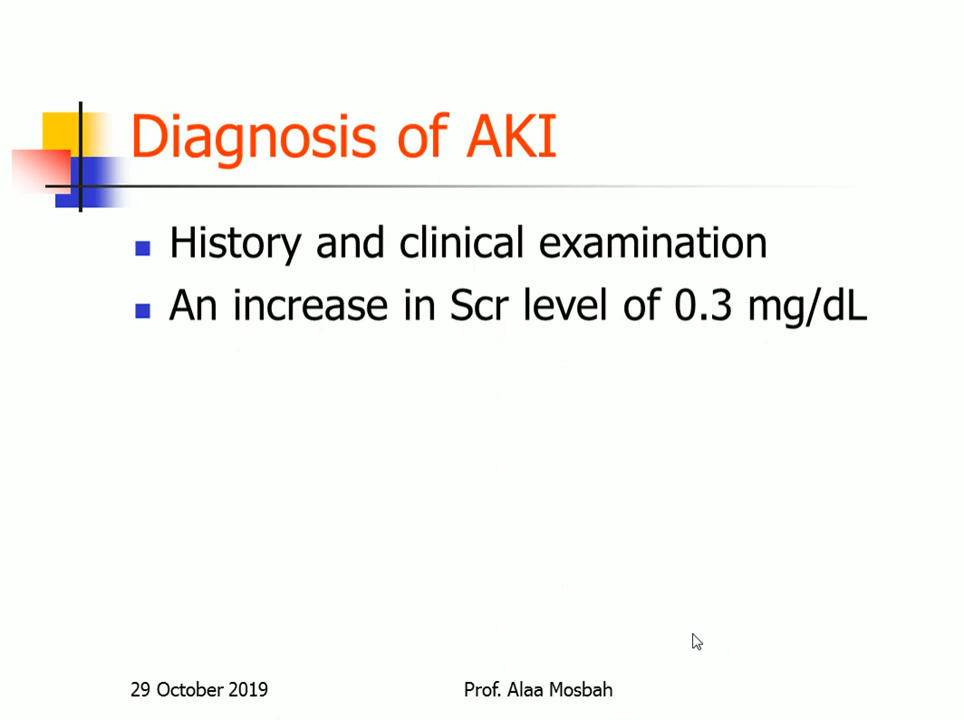 Diagnosis of AKI
History and clinical examination
An increase in Scr level of 0.3 mg/dL
29 October 2019
Prof. Alaa Mosbah